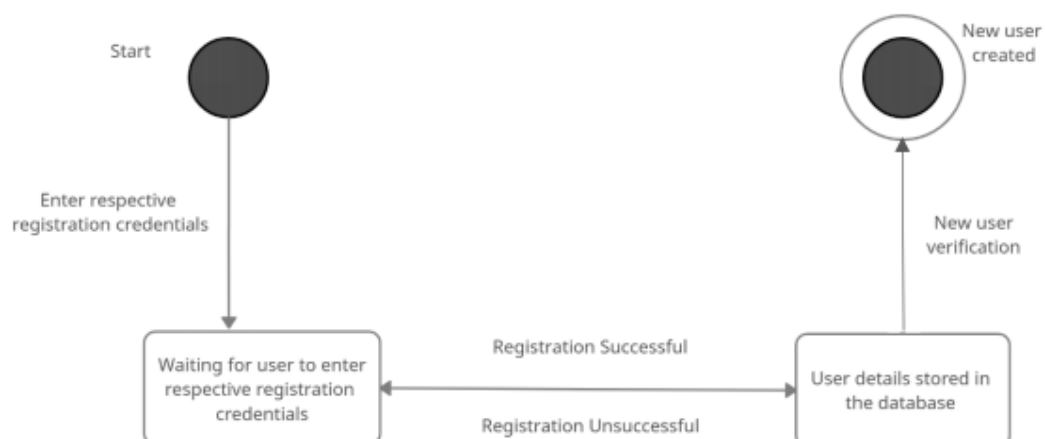 Start
New user
created
Enter respective
registration credentials
New user
verification
Waiting for user to enter
respective registration
credentials
Registration Successful
Registration Unsuccessful
User details stored in
the database